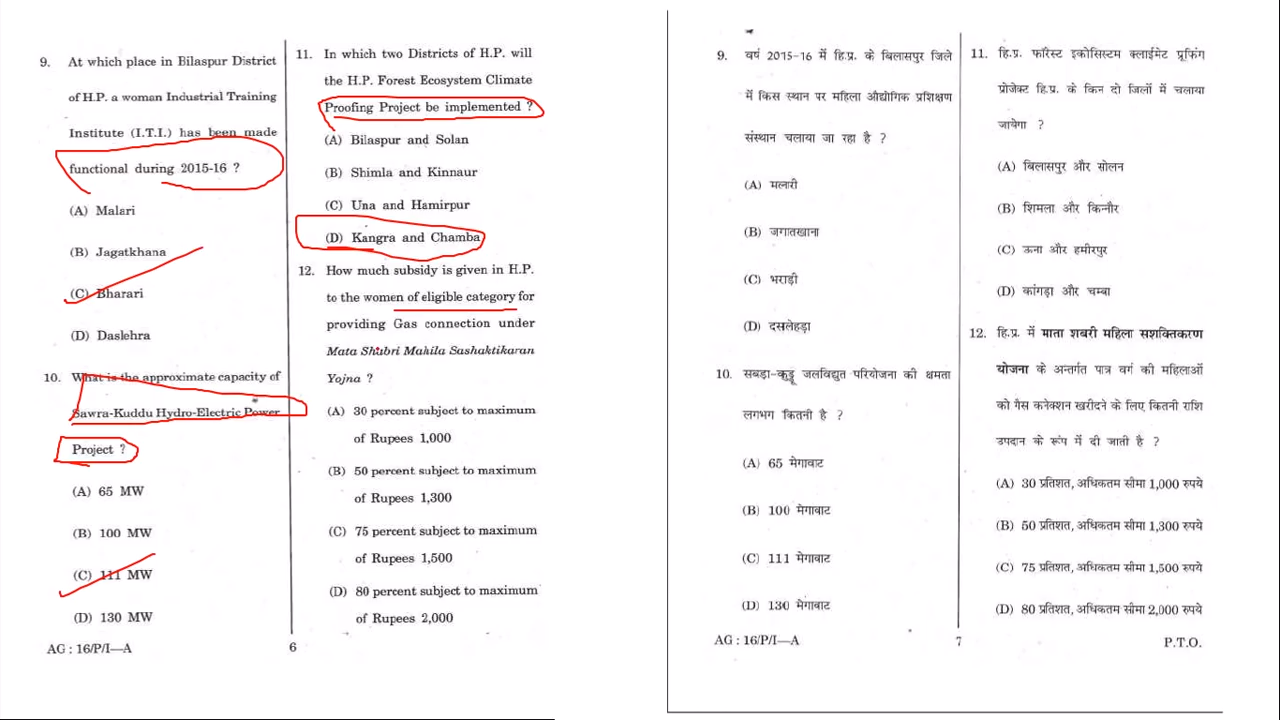 9. At which place in Bilaspur District
of H.P. a woman Industrial Training
Institute (I.T.I.) has been made
functional during 2015-16 ?
(A) Malari
(B) Jagatkhana
(C) Bharari
(D) Daslehra
10. What is the approximate capacity of
Sawra-Kuddu Hydro-Electric Power
Project ?
(A) 65 MW
(B) 100 MW
(C) 111 MW
(D) 130 MW
AG : 16/P/I—A
11. In which two Districts of H.P. will
the H.P. Forest Ecosystem Climate
Proofing Project be implemented ?
(A) Bilaspur and Solan
(B) Shimla and Kinnaur
(C) Una and Hamirpur
(D) Kangra and Chamba
12. How much subsidy is given in H.P.
to the women of eligible category for
providing Gas connection under
Mata Shabri Mahila Sashaktikaran
Yojna ?
(A) 30 percent subject to maximum
of Rupees 1,000
(B) 50 percent subject to maximum
of Rupees 1,300
(C) 75 percent subject to maximum
of Rupees 1,500
(D) 80 percent subject to maximum
of Rupees 2,000
6
9. वर्ष 2015-16 में हि.प्र. के बिलासपुर जिले
में किस स्थान पर महिला औद्योगिक प्रशिक्षण
संस्थान चलाया जा रहा है ?
(A) मलारी
(B) जगातखाना
(C) भराड़ी
(D) दसलेहड़ा
10. सबड़ा-कुड्डू जलविद्युत परियोजना की क्षमता
लगभग कितनी है ?
(A) 65 मेगावाट
(B) 100 मेगावाट
(C) 111 मेगावाट
(D) 130 मेगावाट
AG : 16/P/I—A
11. हि.प्र. फॉरेस्ट इकोसिस्टम क्लाईमेट प्रूफिंग
प्रोजेक्ट हि.प्र. के किन दो जिलों में चलाया
जायेगा ?
(A) बिलासपुर और सोलन
(B) शिमला और किन्नौर
(C) ऊना और हमीरपुर
(D) कांगड़ा और चम्बा
12. हि.प्र. में माता शबरी महिला सशक्तिकरण
योजना के अन्तर्गत पात्र वर्ग की महिलाओं
को गैस कनेक्शन खरीदने के लिए कितनी राशि
उपदान के रूप में दी जाती है ?
(A) 30 प्रतिशत, अधिकतम सीमा 1,000 रुपये
(B) 50 प्रतिशत, अधिकतम सीमा 1,300 रुपये
(C) 75 प्रतिशत, अधिकतम सीमा 1,500 रुपये
(D) 80 प्रतिशत, अधिकतम सीमा 2,000 रुपये
7
P.T.O.